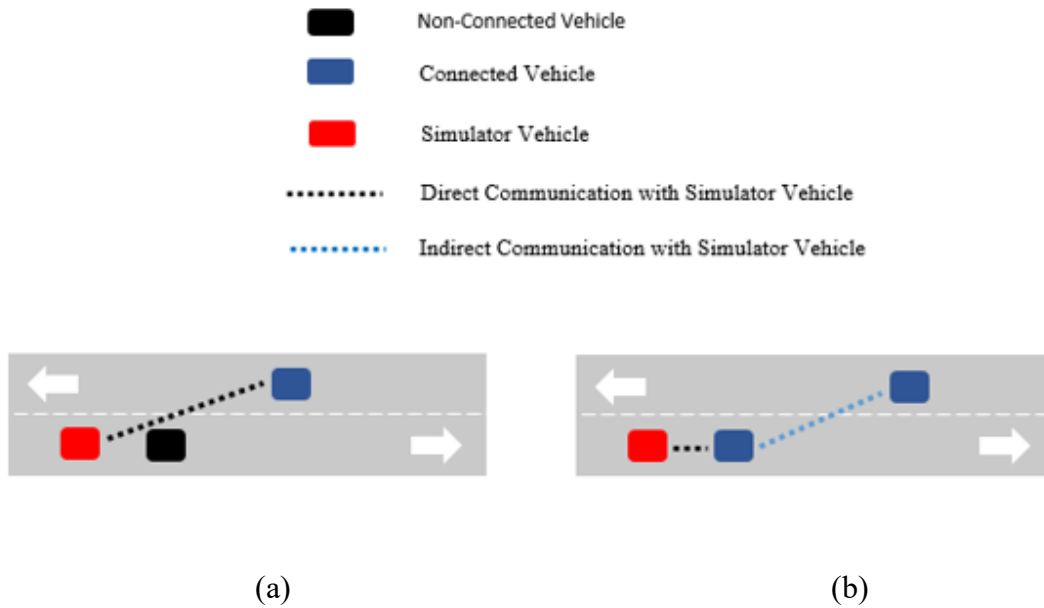 Non-Connected Vehicle
Connected Vehicle
Simulator Vehicle
Direct Communication with Simulator Vehicle
Indirect Communication with Simulator Vehicle
(a)
(b)